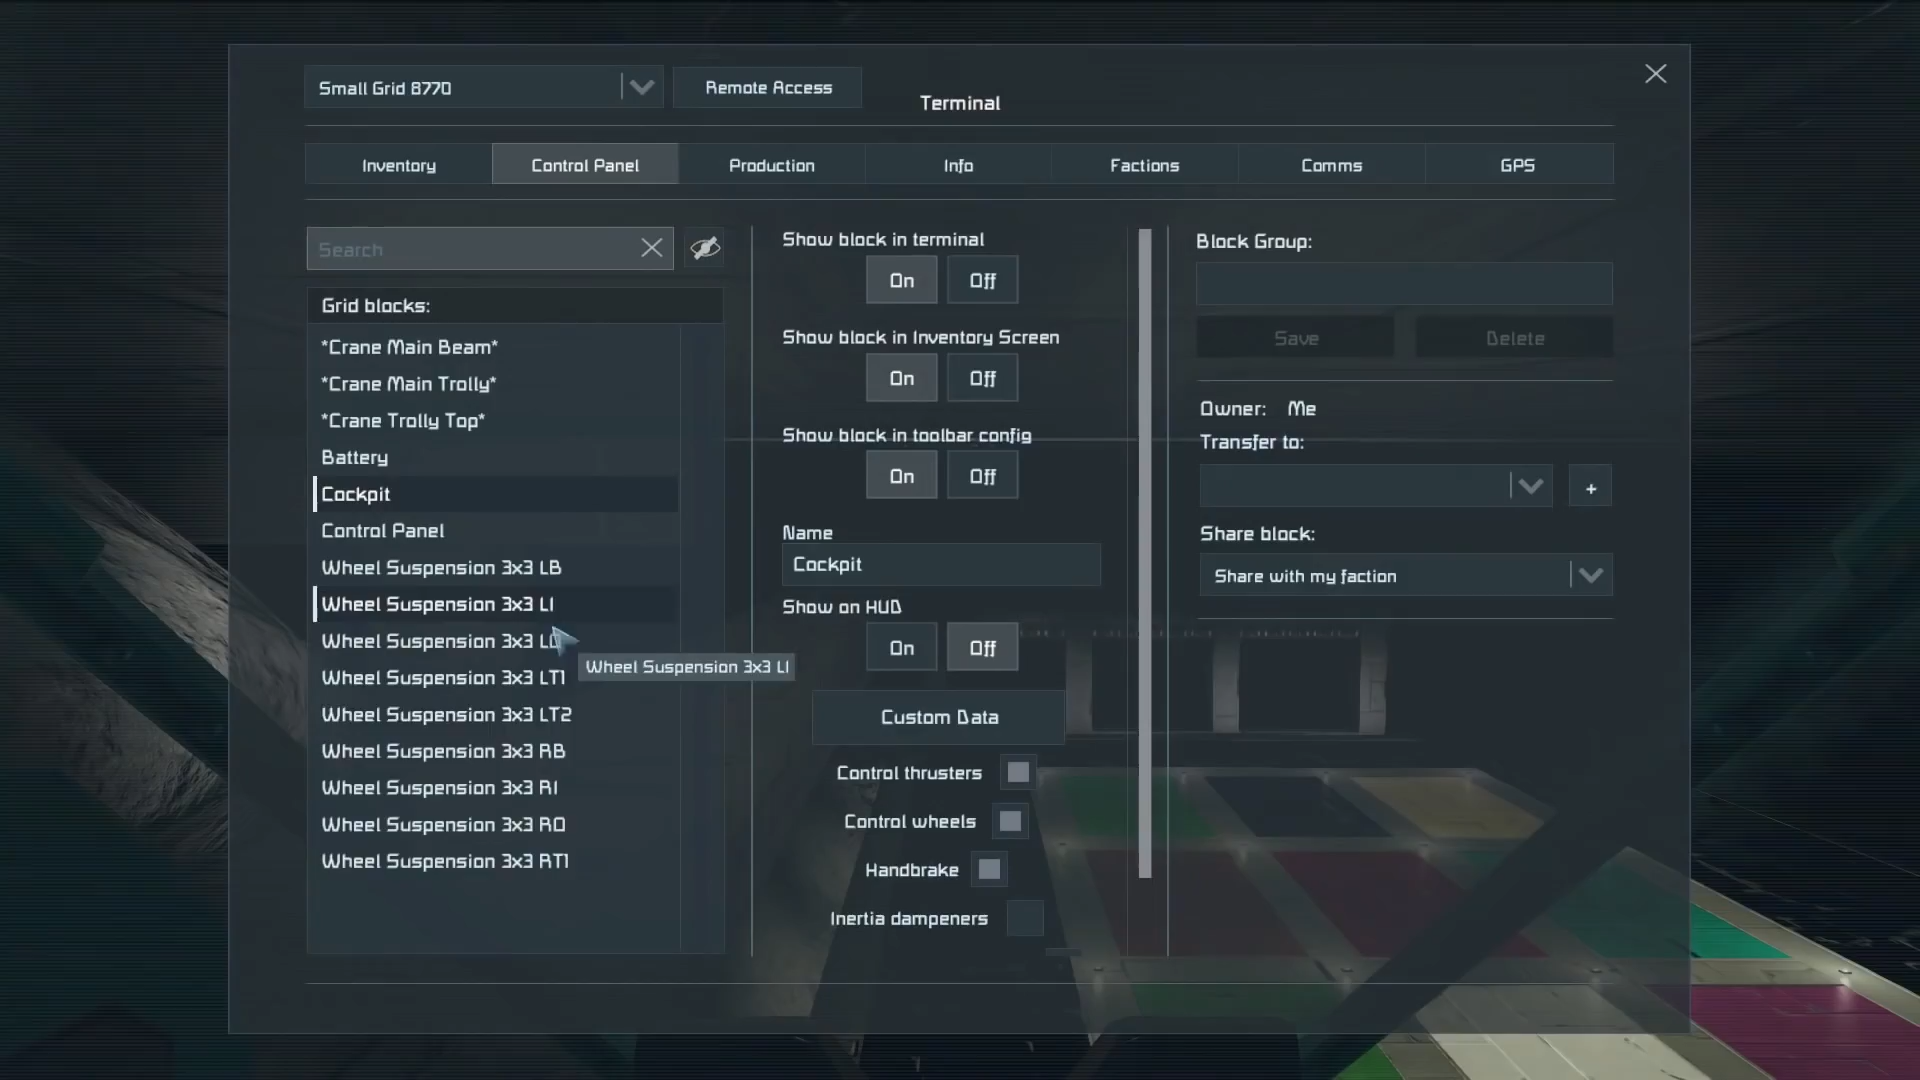 Small Grid 8770
Remote Access
Terminal
Inventory
Control Panel
Production
Info
Factions
Comms
GPS
Search
Grid blocks:
*Crane Main Beam*
*Crane Main Trolly*
*Crane Trolly Top*
Battery
Cockpit
Control Panel
Wheel Suspension 3x3 LB
Wheel Suspension 3x3 LI
Wheel Suspension 3x3 LO
Wheel Suspension 3x3 LI
Wheel Suspension 3x3 LT1
Wheel Suspension 3x3 LT2
Wheel Suspension 3x3 RB
Wheel Suspension 3x3 RI
Wheel Suspension 3x3 RO
Wheel Suspension 3x3 RT1
Show block in terminal
On Off
Show block in Inventory Screen
On Off
Show block in toolbar config
On Off
Name
Cockpit
Show on HUD
On Off
Custom Data
Control thrusters
Control wheels
Handbrake
Inertia dampeners
Block Group:
Save Delete
Owner: Me
Transfer to:
+
Share block:
Share with my faction